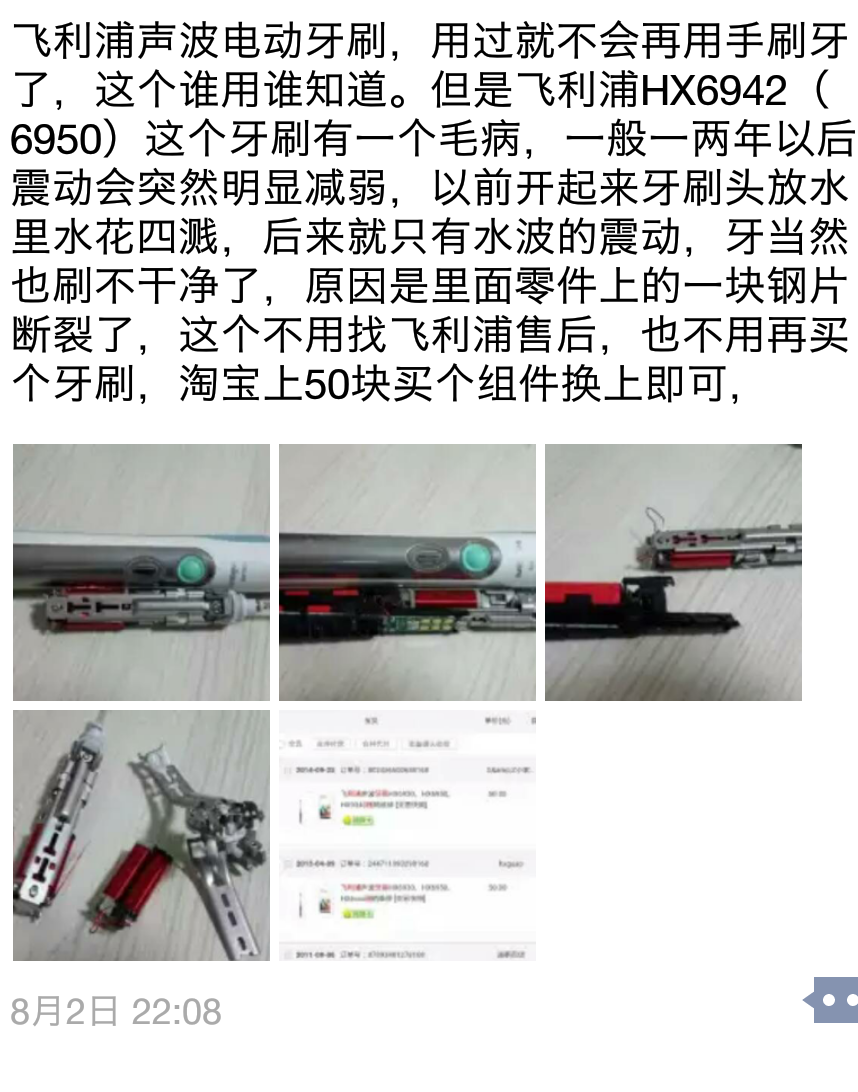 飞利浦声波电动牙刷，用过就不会再用手刷牙
了，这个谁用谁知道。但是飞利浦HX6942（
6950）这个牙刷有一个毛病，一般一两年以后
震动会突然明显减弱，以前开起来牙刷头放水
里水花四溅，后来就只有水波的震动，牙当然
也刷不干净了，原因是里面零件上的一块钢片
断裂了，这个不用找飞利浦售后，也不用再买
个牙刷，淘宝上50块买个组件换上即可，
8月2日 22:08